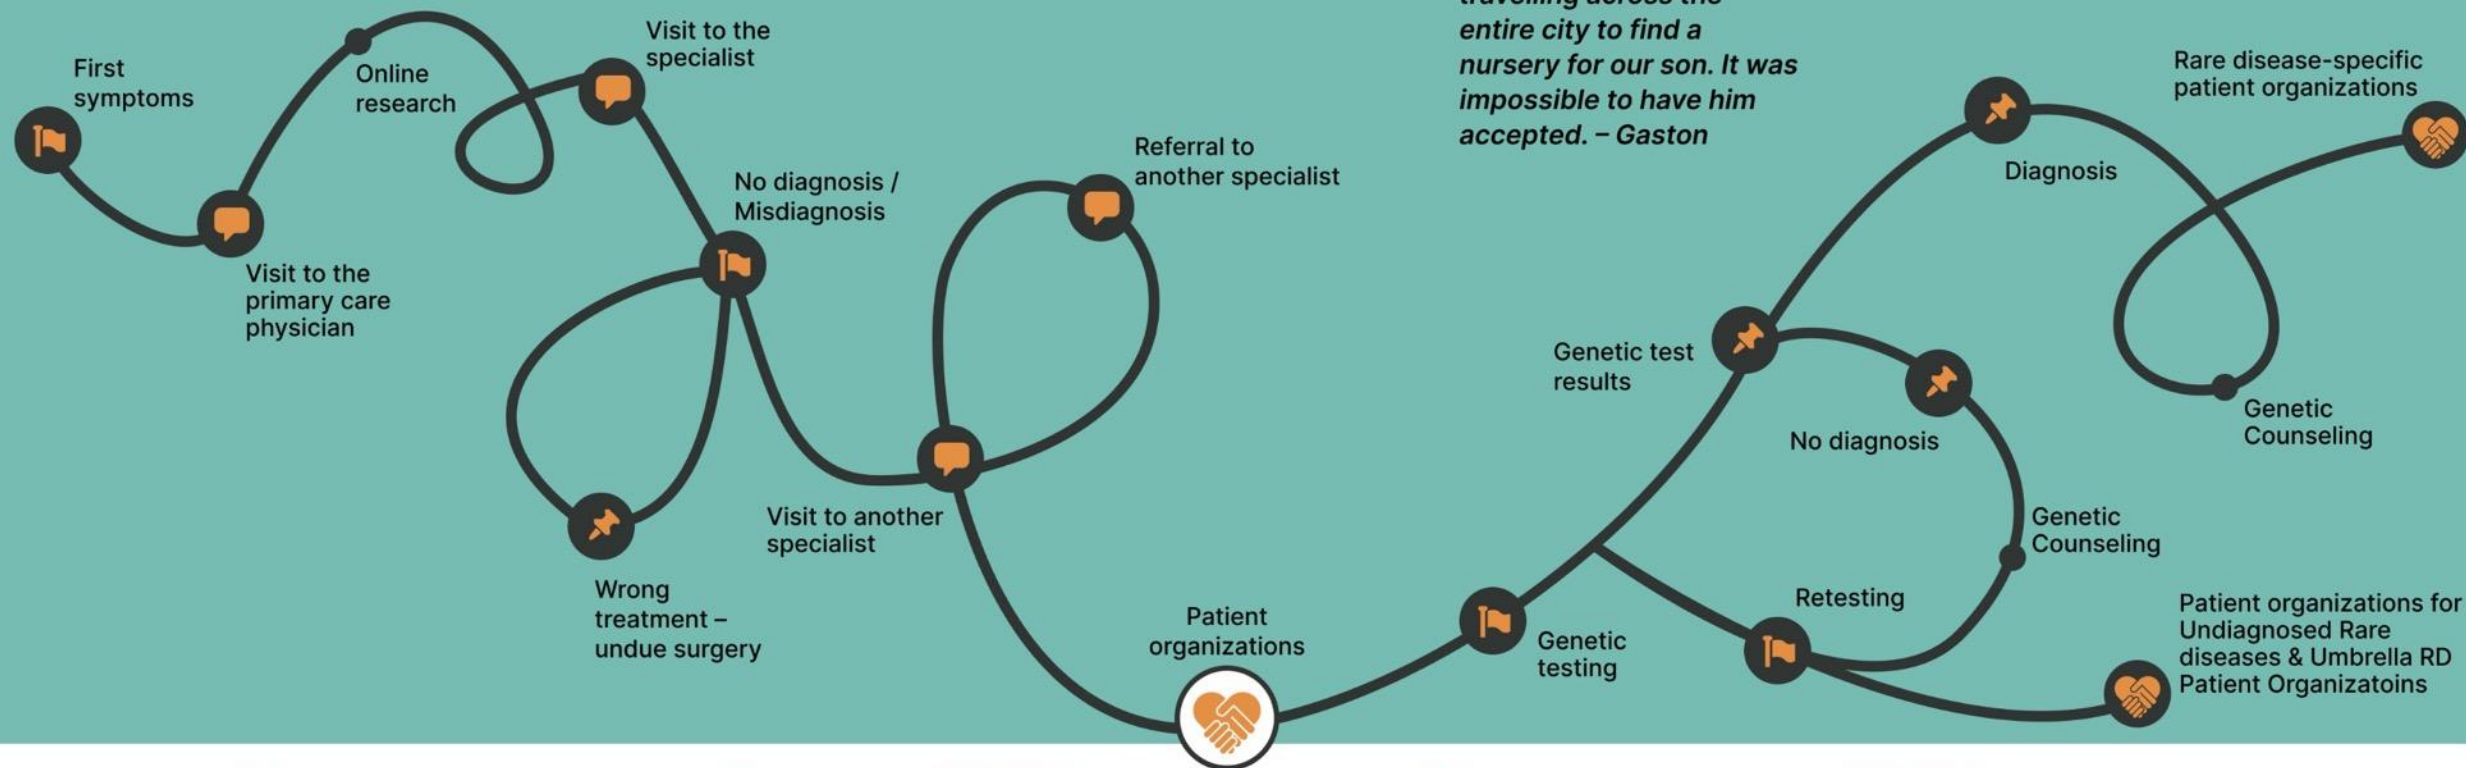 First
symptoms
Visit to the
primary care
physician
Online
research
Visit to the
specialist
No diagnosis /
Misdiagnosis
Wrong
treatment –
undue surgery
Visit to another
specialist
Referral to
another specialist
Patient
organizations
travelling across the
entire city to find a
nursery for our son. It was
impossible to have him
accepted. – Gaston
Genetic
testing
Genetic test
results
Diagnosis
Genetic
Counseling
Rare disease-specific
patient organizations
No diagnosis
Genetic
Counseling
Retesting
Patient organizations for
Undiagnosed Rare
diseases & Umbrella RD
Patient Organizatoins